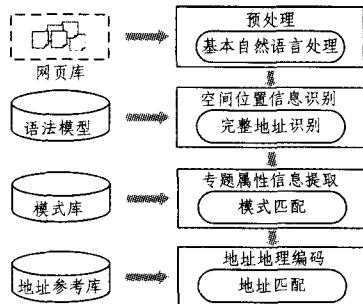 预处理
基本自然语言处理
网页库
空间位置信息识别
语法模型
完整地址识别
专题属性信息提取
模式库
模式匹配
地址地理编码
地址参考库
地址匹配